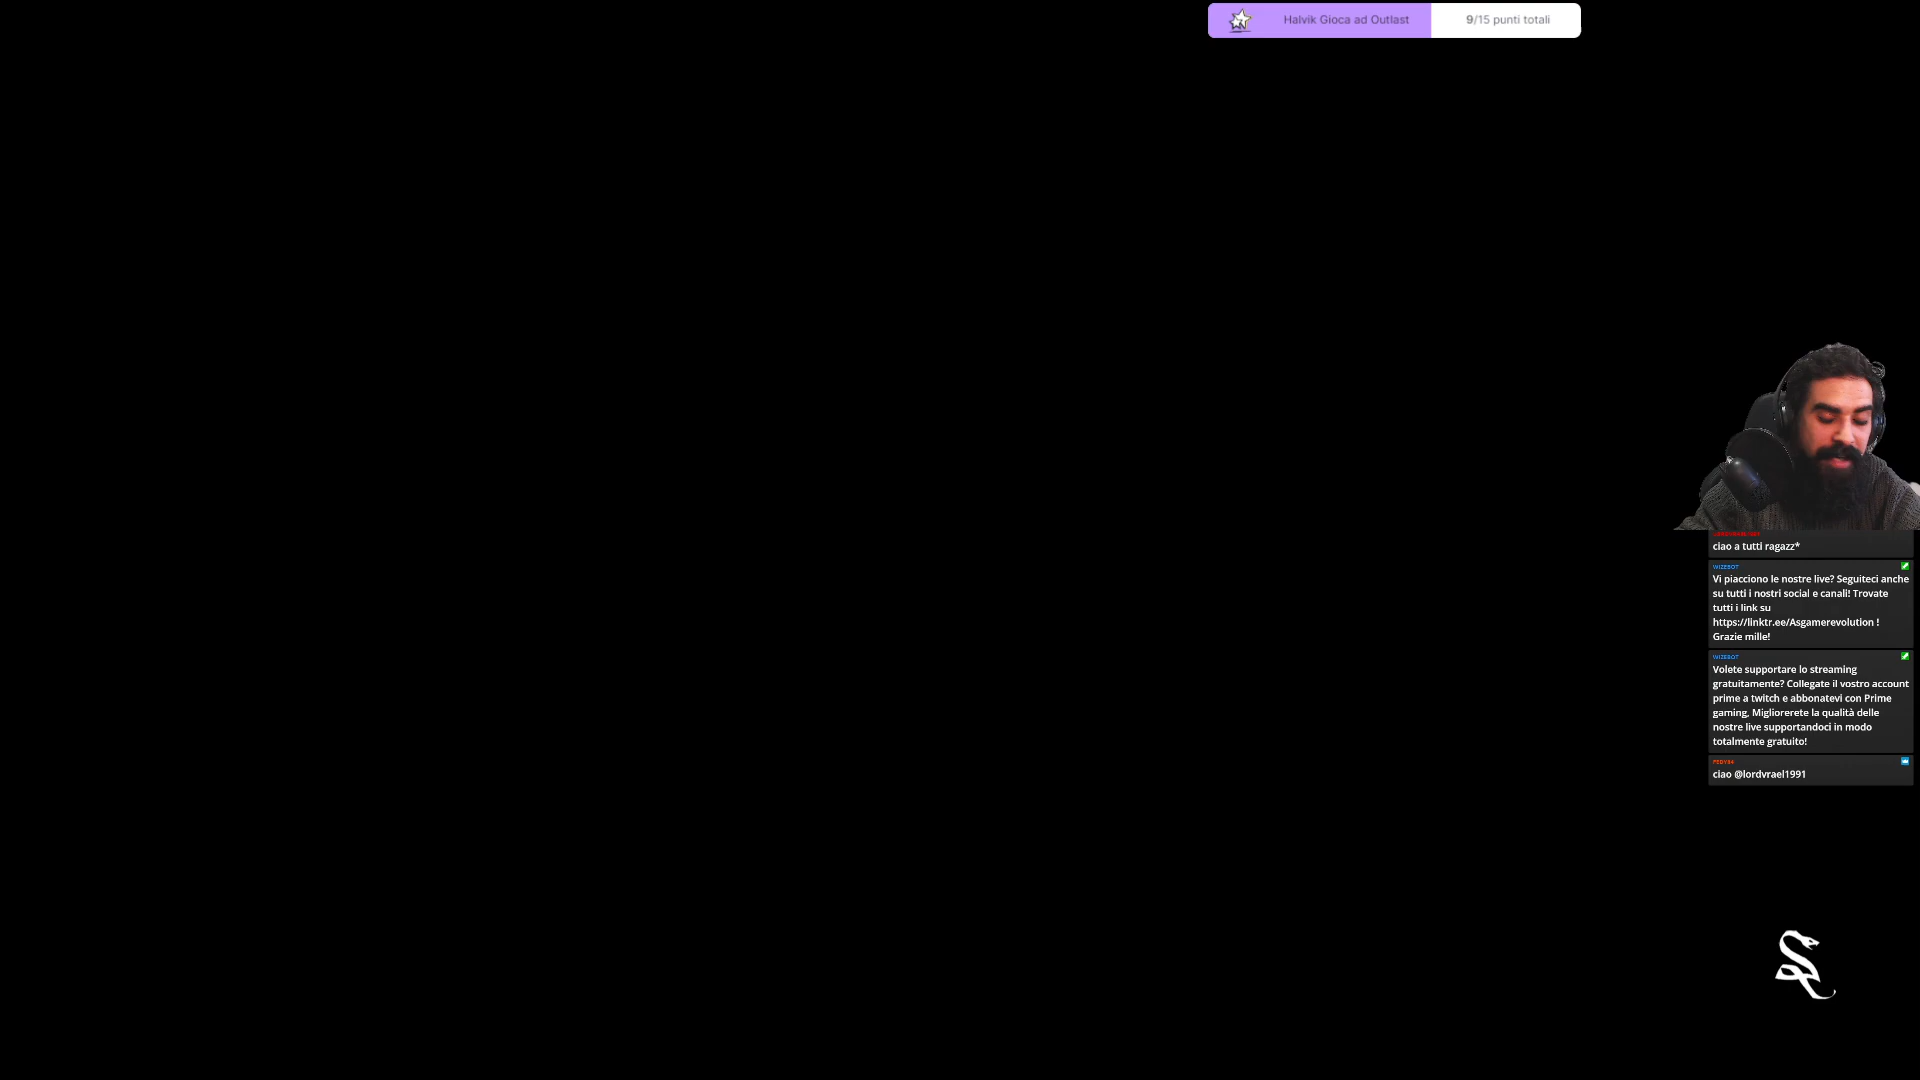 Halvik Gioca ad Outlast
9/15 punti totali
ciao a tutti ragazz*
WIZEBOT
Vi piacciono le nostre live? Seguiteci anche
su tutti i nostri social e canali! Trovate
tutti i link su
https://linktr.ee/Asgamerevolution !
Grazie mille!
WIZEBOT
Volete supportare lo streaming
gratuitamente? Collegate il vostro account
prime a twitch e abbonatevi con Prime
gaming, Migliorerete la qualità delle
nostre live supportandoci in modo
totalmente gratuito!
FEDY84
ciao @lordvrael1991